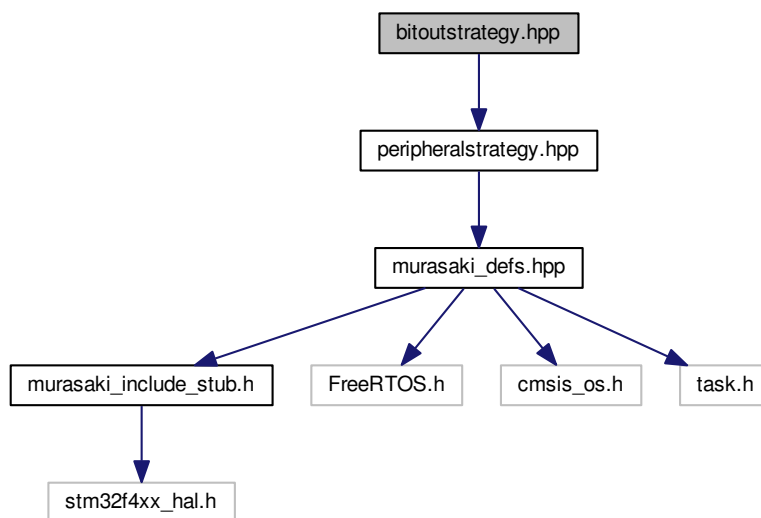 bitoutstrategy.hpp
peripheralstrategy.hpp
murasaki_defs.hpp
murasaki_include_stub.h
FreeRTOS.h
cmsis_os.h
task.h
stm32f4xx_hal.h